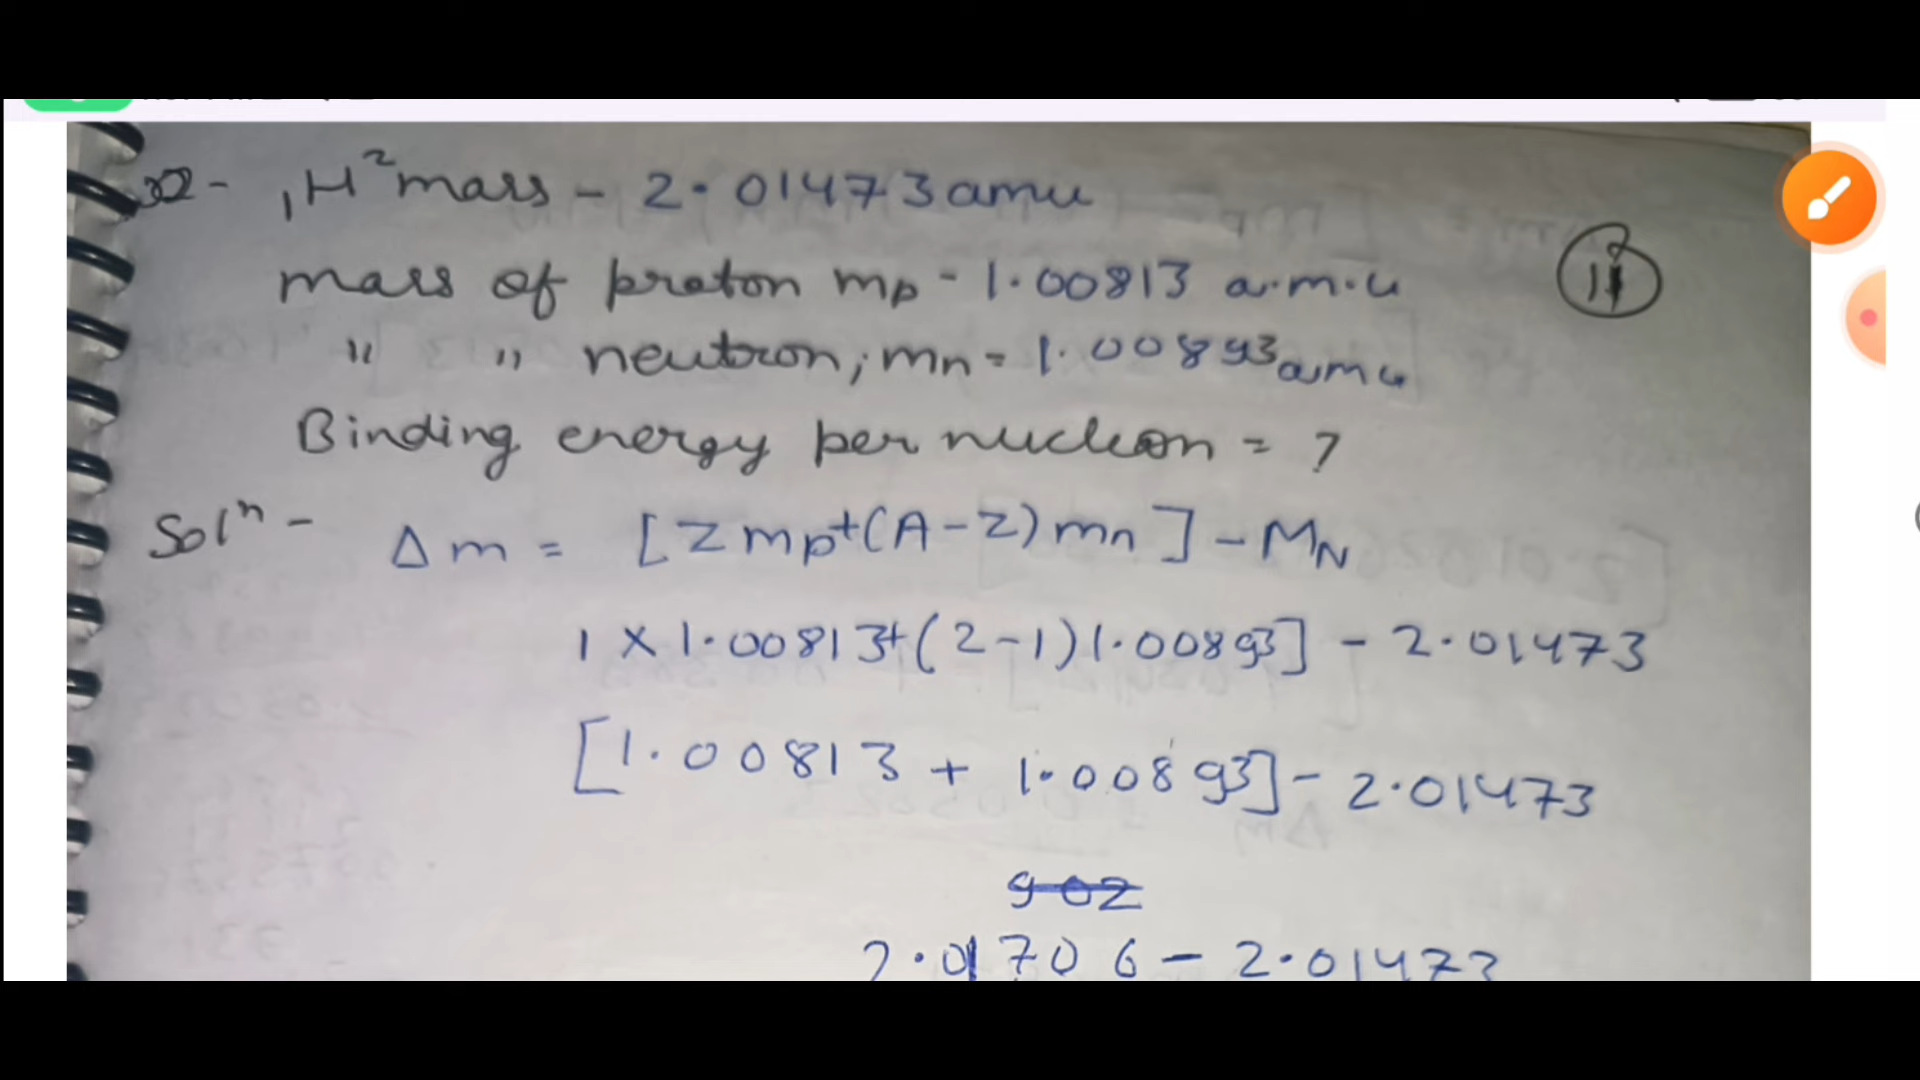 ₁H² mass - 2.01473 amu
mass of proton mp - 1.00813 a.m.u
" " neutron; mn = 1.00893 amu
Binding energy per nucleon = ?
Solⁿ - Δm = [Zmp+(A-Z)mn] - MN
1 × 1.00813+(2-1)1.00893] - 2.01473
[1.00813 + 1.00893] - 2.01473
902
2.01706 - 2.01473